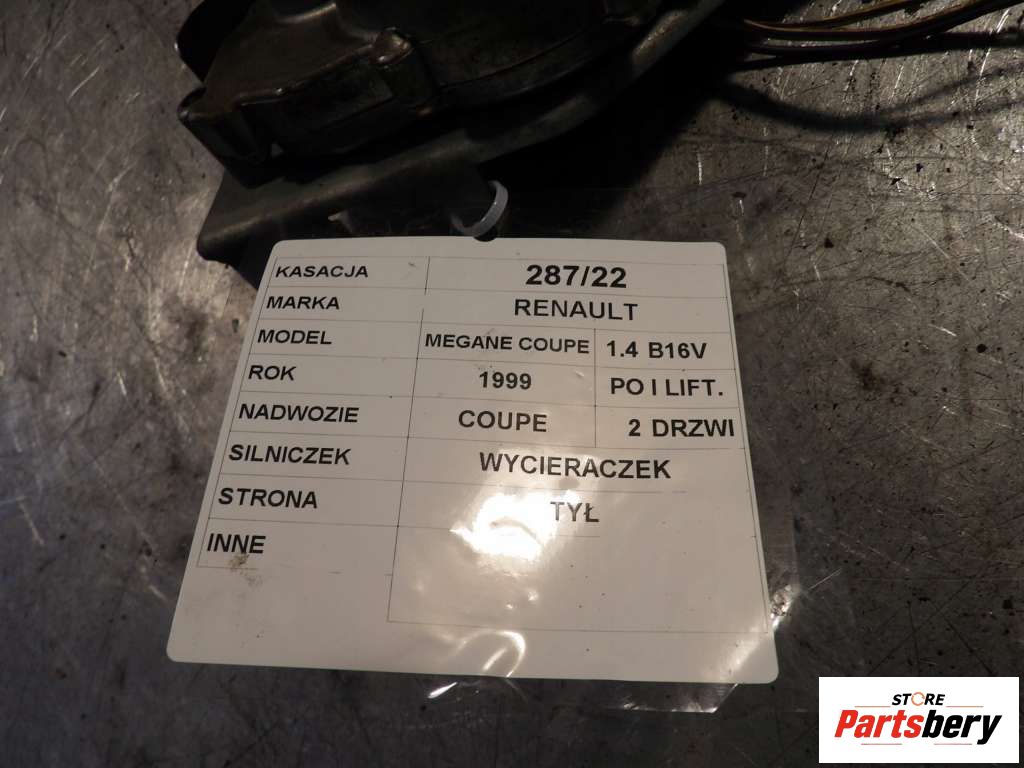 KASACJA 287/22
MARKA RENAULT
MODEL MEGANE COUPE 1.4 B16V
ROK 1999 PO I LIFT.
NADWOZIE COUPE 2 DRZWI
SILNICZEK WYCIERACZEK
STRONA TYŁ
INNE
STORE
Partsbery